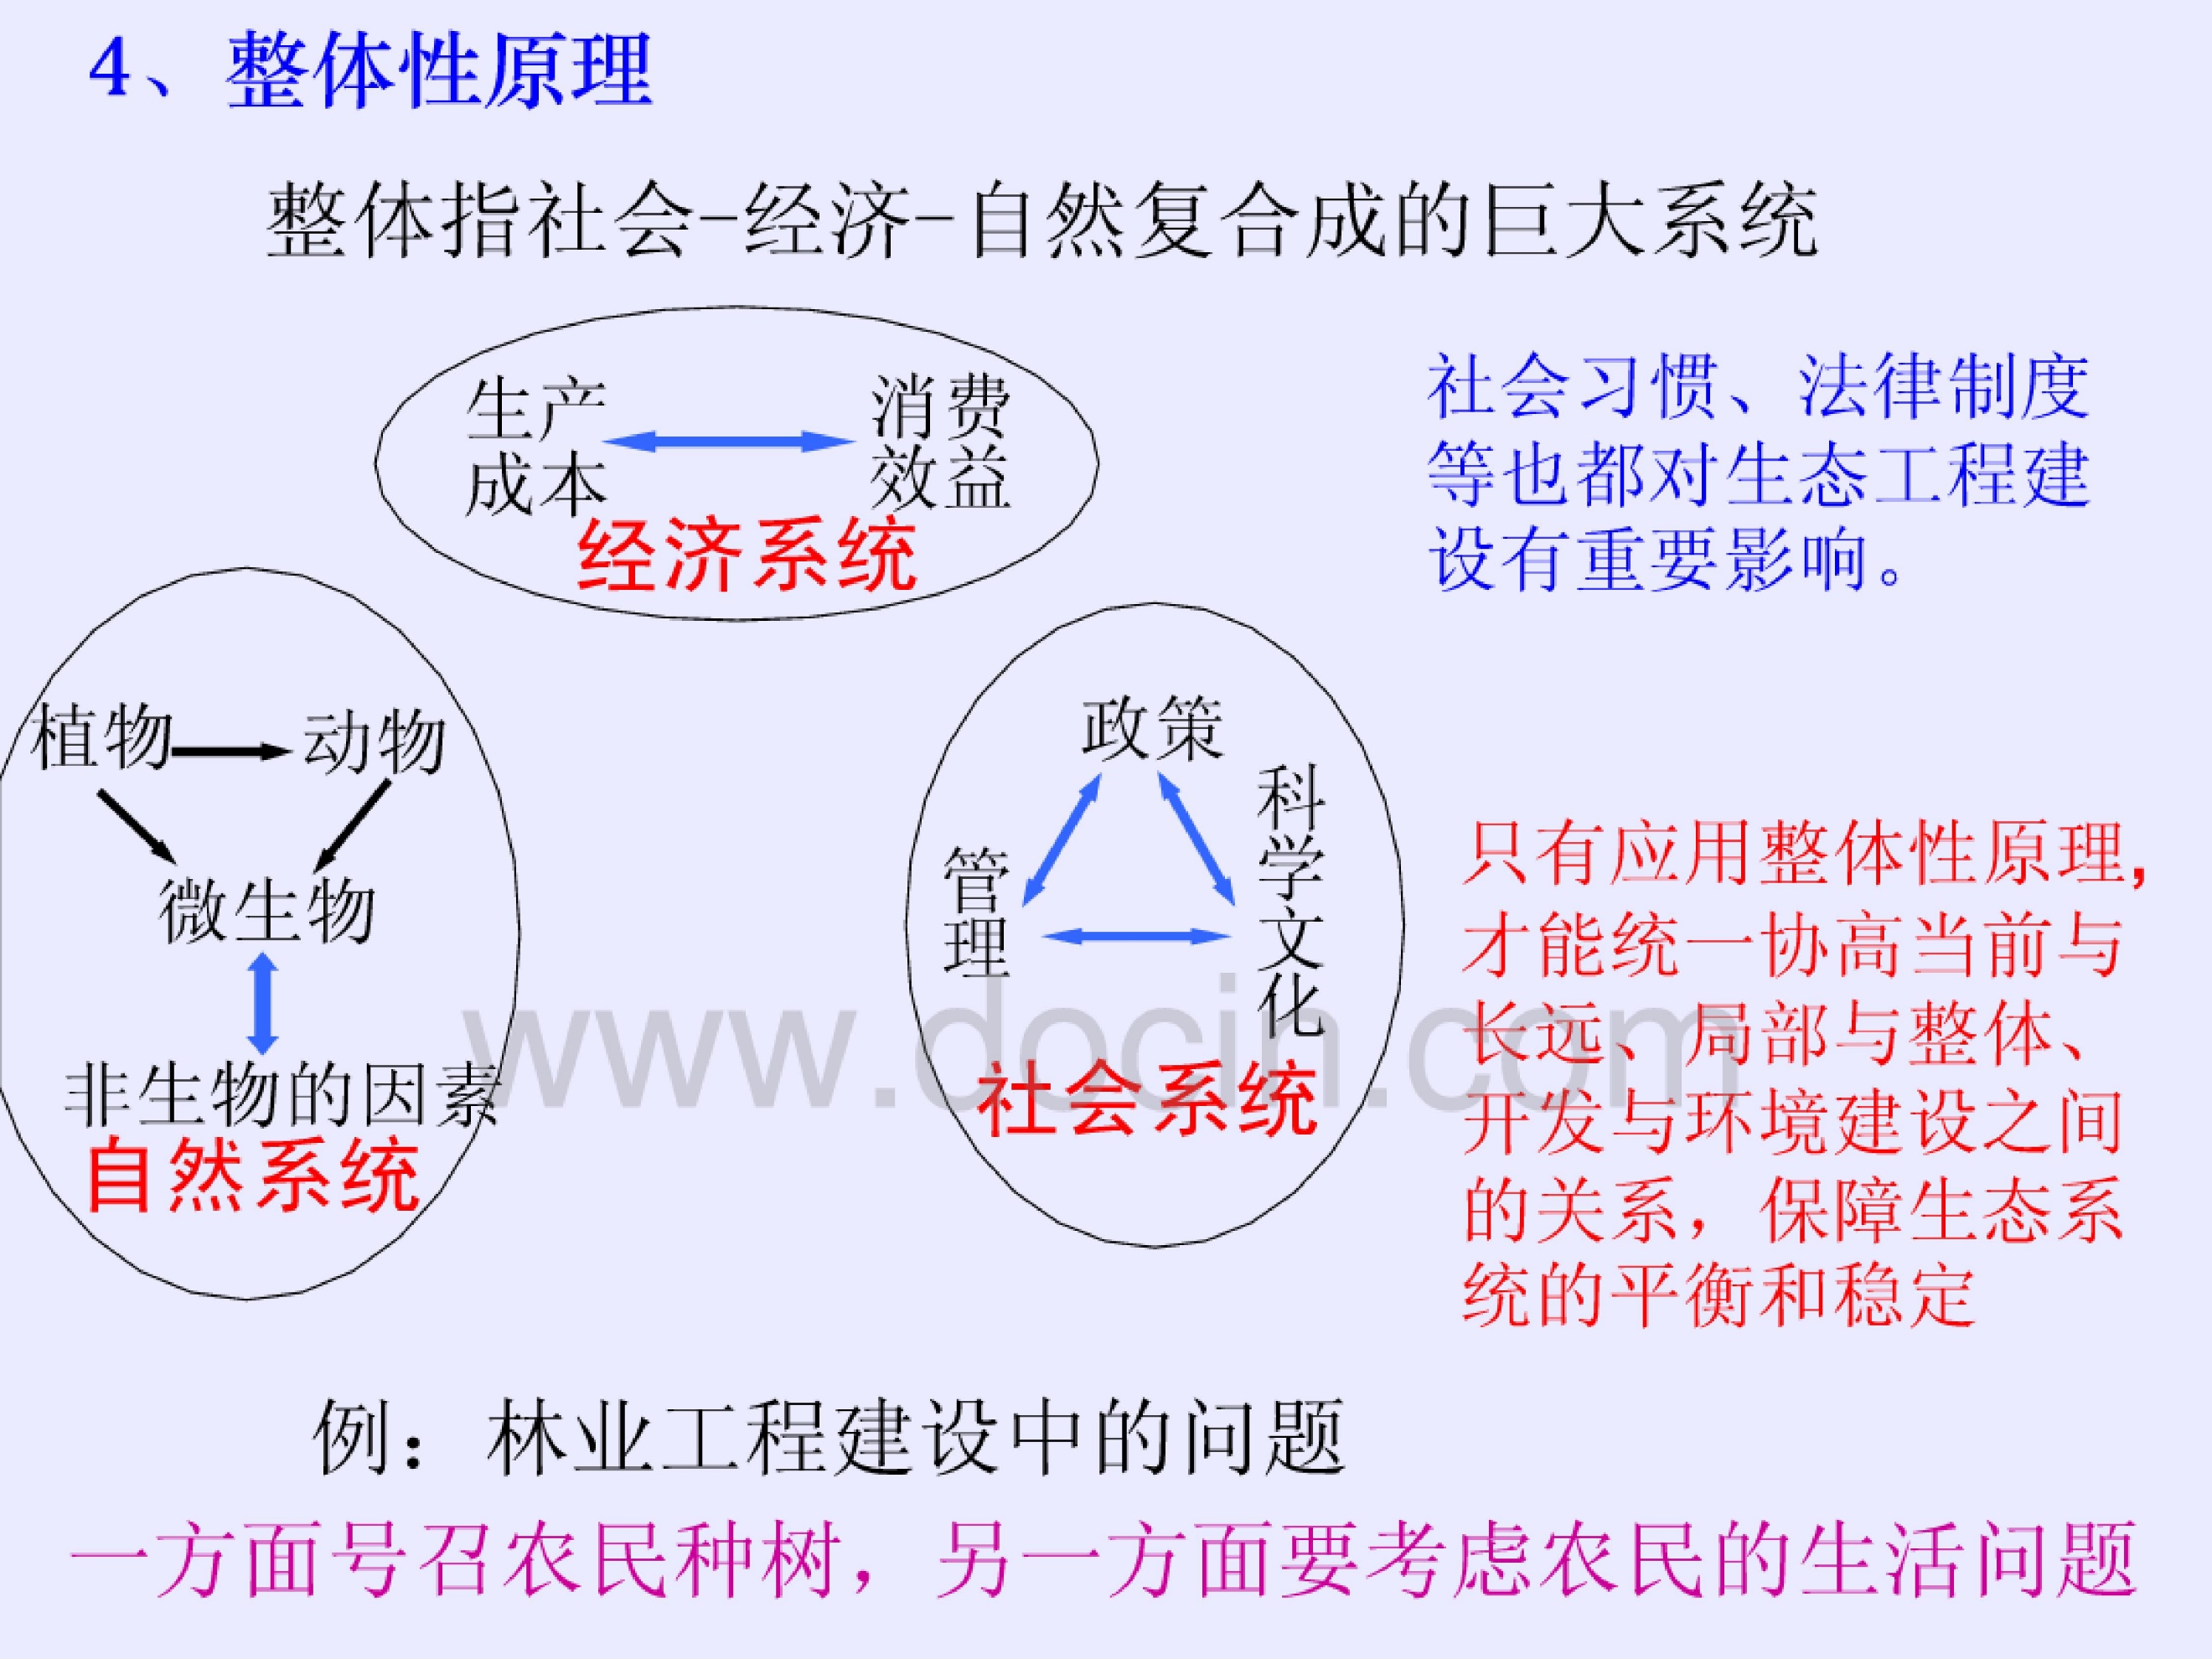 4、整体性原理
整体指社会-经济-自然复合成的巨大系统
生产
成本
消费
效益
经济系统
社会习惯、法律制度
等也都对生态工程建
设有重要影响。
植物
动物
微生物
非生物的因素
自然系统
政策
管理
科学文化
社会系统
只有应用整体性原理，
才能统一协高当前与
长远、局部与整体、
开发与环境建设之间
的关系，保障生态系
统的平衡和稳定
www.docin.com
例：林业工程建设中的问题
一方面号召农民种树，另一方面要考虑农民的生活问题